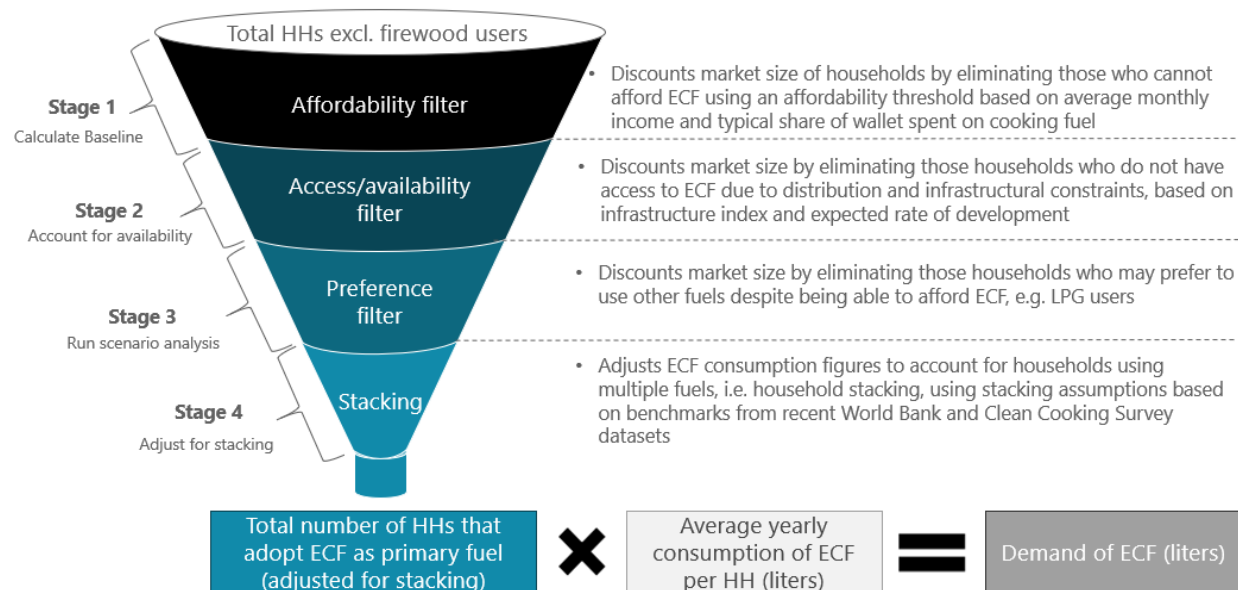 Total HHs excl. firewood users
Stage 1
Calculate Baseline
Affordability filter
• Discounts market size of households by eliminating those who cannot
afford ECF using an affordability threshold based on average monthly
income and typical share of wallet spent on cooking fuel
Stage 2
Account for availability
Access/availability
filter
• Discounts market size by eliminating those households who do not have
access to ECF due to distribution and infrastructural constraints, based on
infrastructure index and expected rate of development
Stage 3
Run scenario analysis
Preference
filter
• Discounts market size by eliminating those households who may prefer to
use other fuels despite being able to afford ECF, e.g. LPG users
Stage 4
Adjust for stacking
Stacking
• Adjusts ECF consumption figures to account for households using
multiple fuels, i.e. household stacking, using stacking assumptions based
on benchmarks from recent World Bank and Clean Cooking Survey
datasets
Total number of HHs that
adopt ECF as primary fuel
(adjusted for stacking)
×
Average yearly
consumption of ECF
per HH (liters)
=
Demand of ECF (liters)